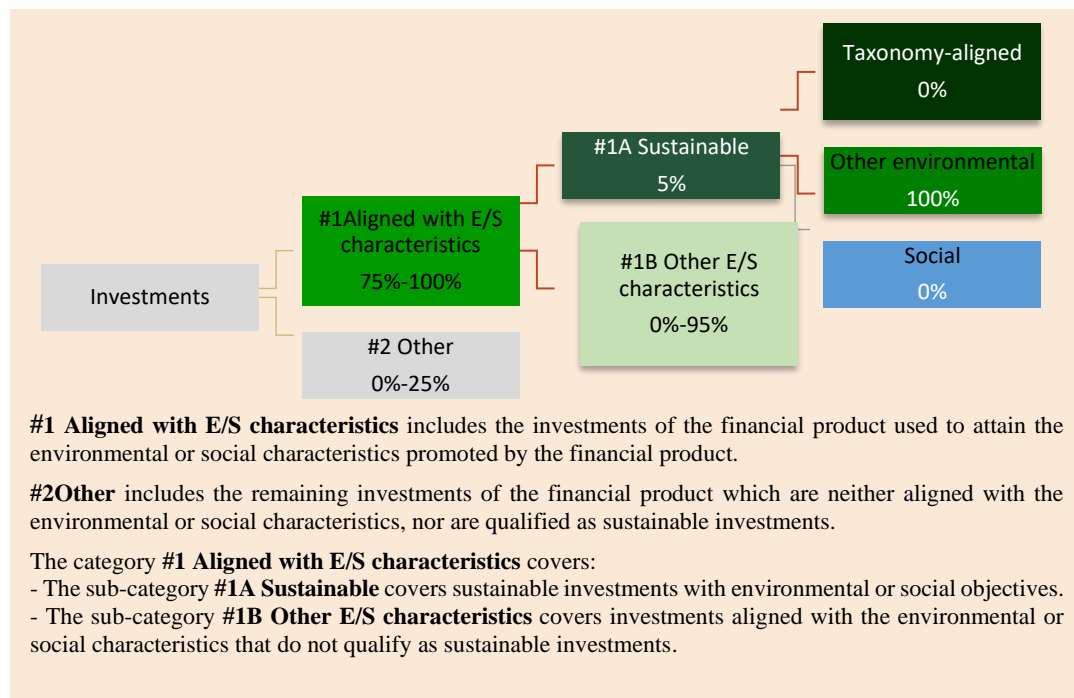 Taxonomy-aligned
0%
#1A Sustainable
5%
Other environmental
100%
#1Aligned with E/S
characteristics
75%-100%
#1B Other E/S
characteristics
0%-95%
Social
0%
Investments
#2 Other
0%-25%
#1 Aligned with E/S characteristics includes the investments of the financial product used to attain the
environmental or social characteristics promoted by the financial product.
#2Other includes the remaining investments of the financial product which are neither aligned with the
environmental or social characteristics, nor are qualified as sustainable investments.
The category #1 Aligned with E/S characteristics covers:
- The sub-category #1A Sustainable covers sustainable investments with environmental or social objectives.
- The sub-category #1B Other E/S characteristics covers investments aligned with the environmental or
social characteristics that do not qualify as sustainable investments.